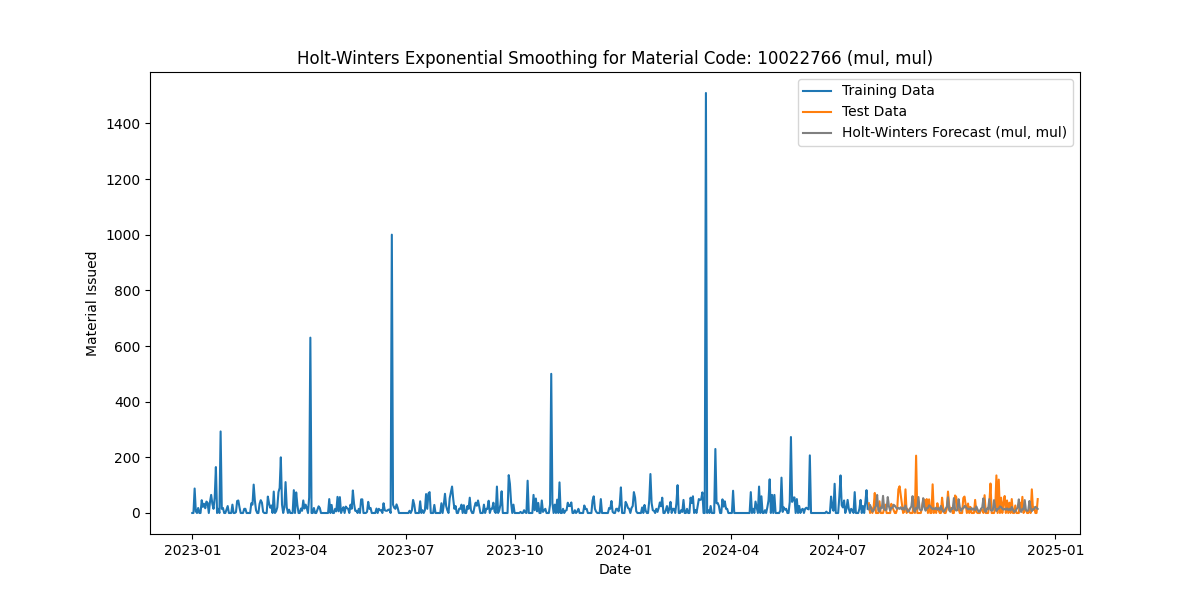 Holt-Winters Exponential Smoothing for Material Code: 10022766 (mul, mul)
Training Data
Test Data
Holt-Winters Forecast (mul, mul)
Material Issued
1400
1200
1000
800
600
400
200
0
2023-01 2023-04 2023-07 2023-10 2024-01 2024-04 2024-07 2024-10 2025-01
Date